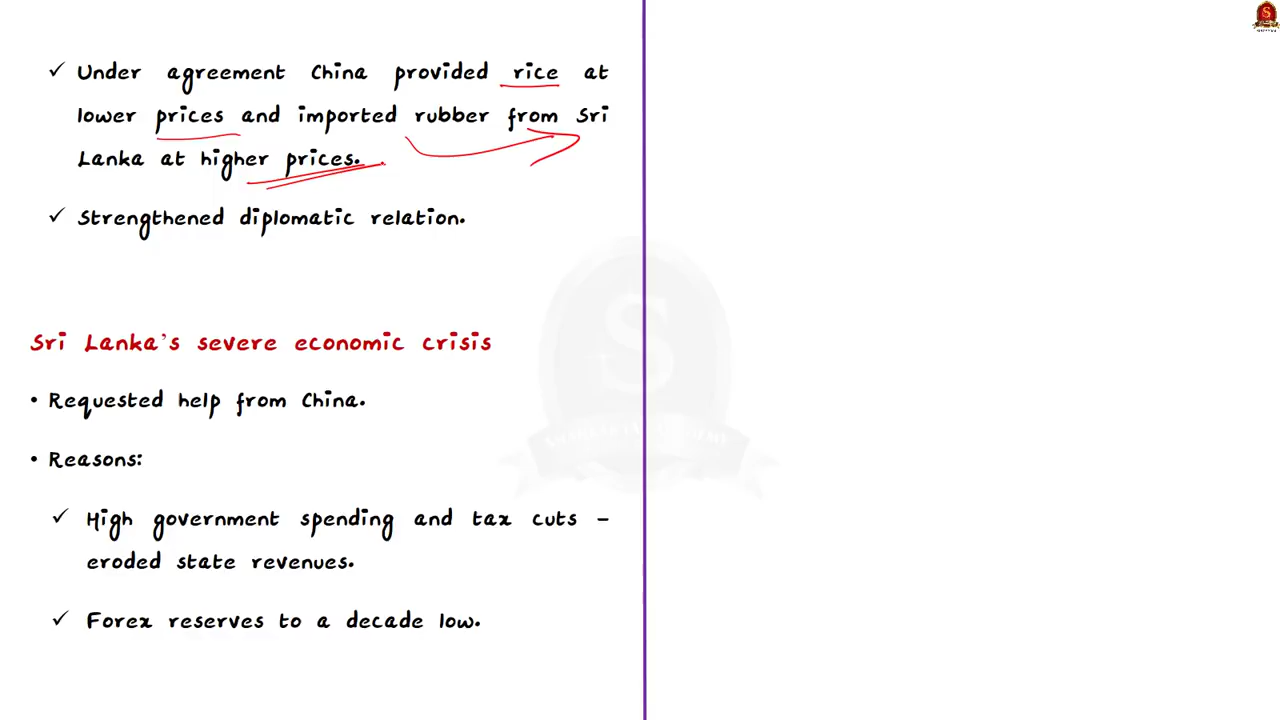 ✓ Under agreement China provided rice at
lower prices and imported rubber from Sri
Lanka at higher prices.
✓ Strengthened diplomatic relation.
Sri Lanka's severe economic crisis
• Requested help from China.
• Reasons:
✓ High government spending and tax cuts –
eroded state revenues.
✓ Forex reserves to a decade low.